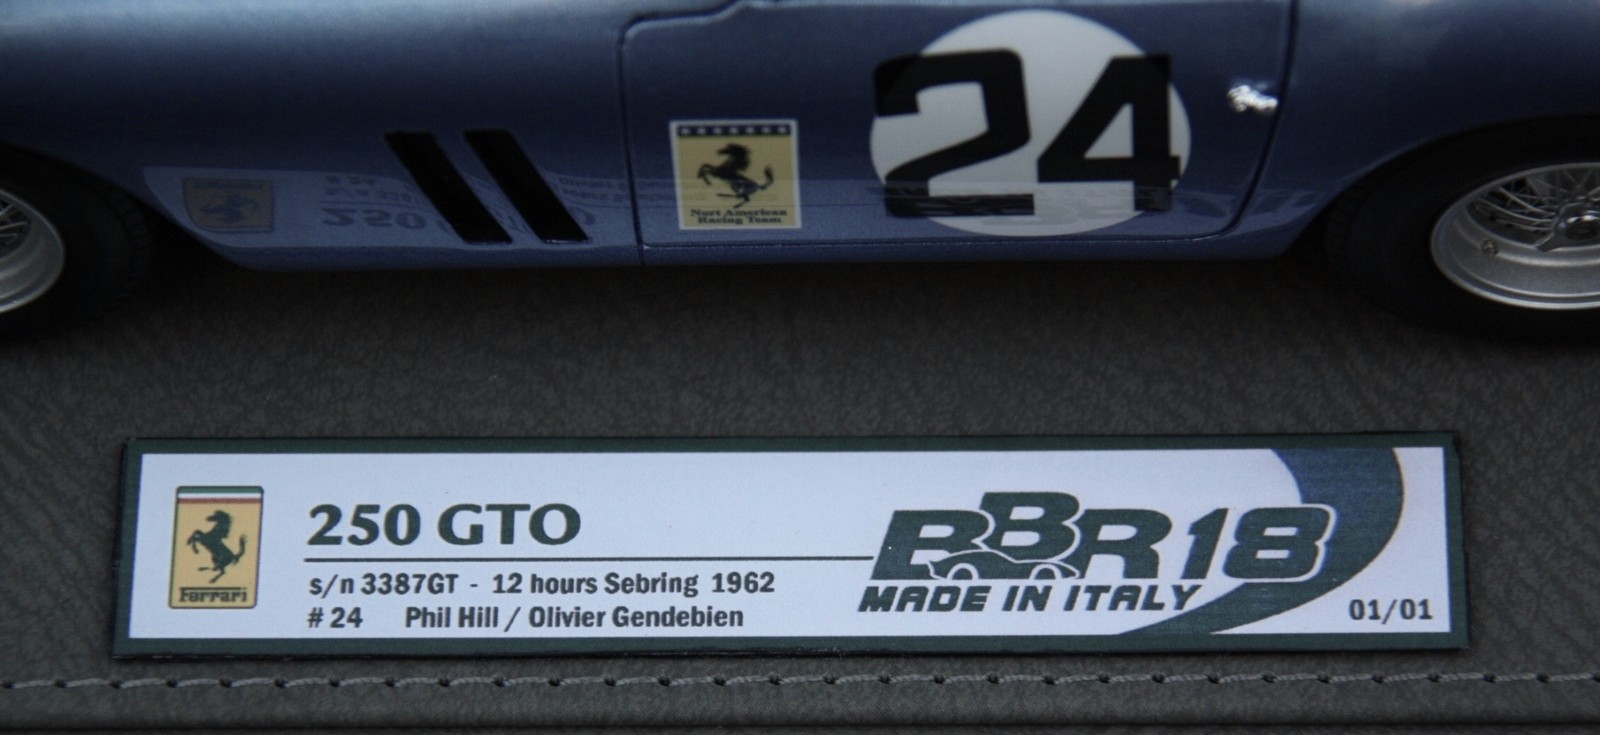 24
Nort American
Racing Team
Ferrari
250 GTO
s/n 3387GT - 12 hours Sebring 1962
# 24 Phil Hill / Olivier Gendebien
BBR18
MADE IN ITALY
01/01